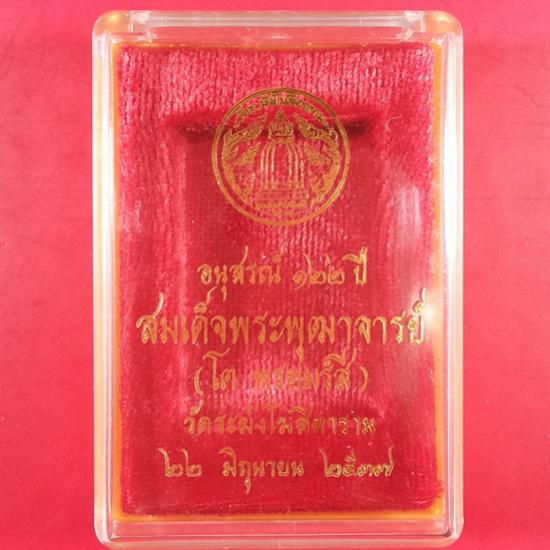 อนุสรณ์ ๑๒๒ ปี
สมเด็จพระพุฒาจารย์
(โต พรหมรํสี)
วัดระฆังโฆสิตาราม
๒๒ มิถุนายน ๒๕๓๗